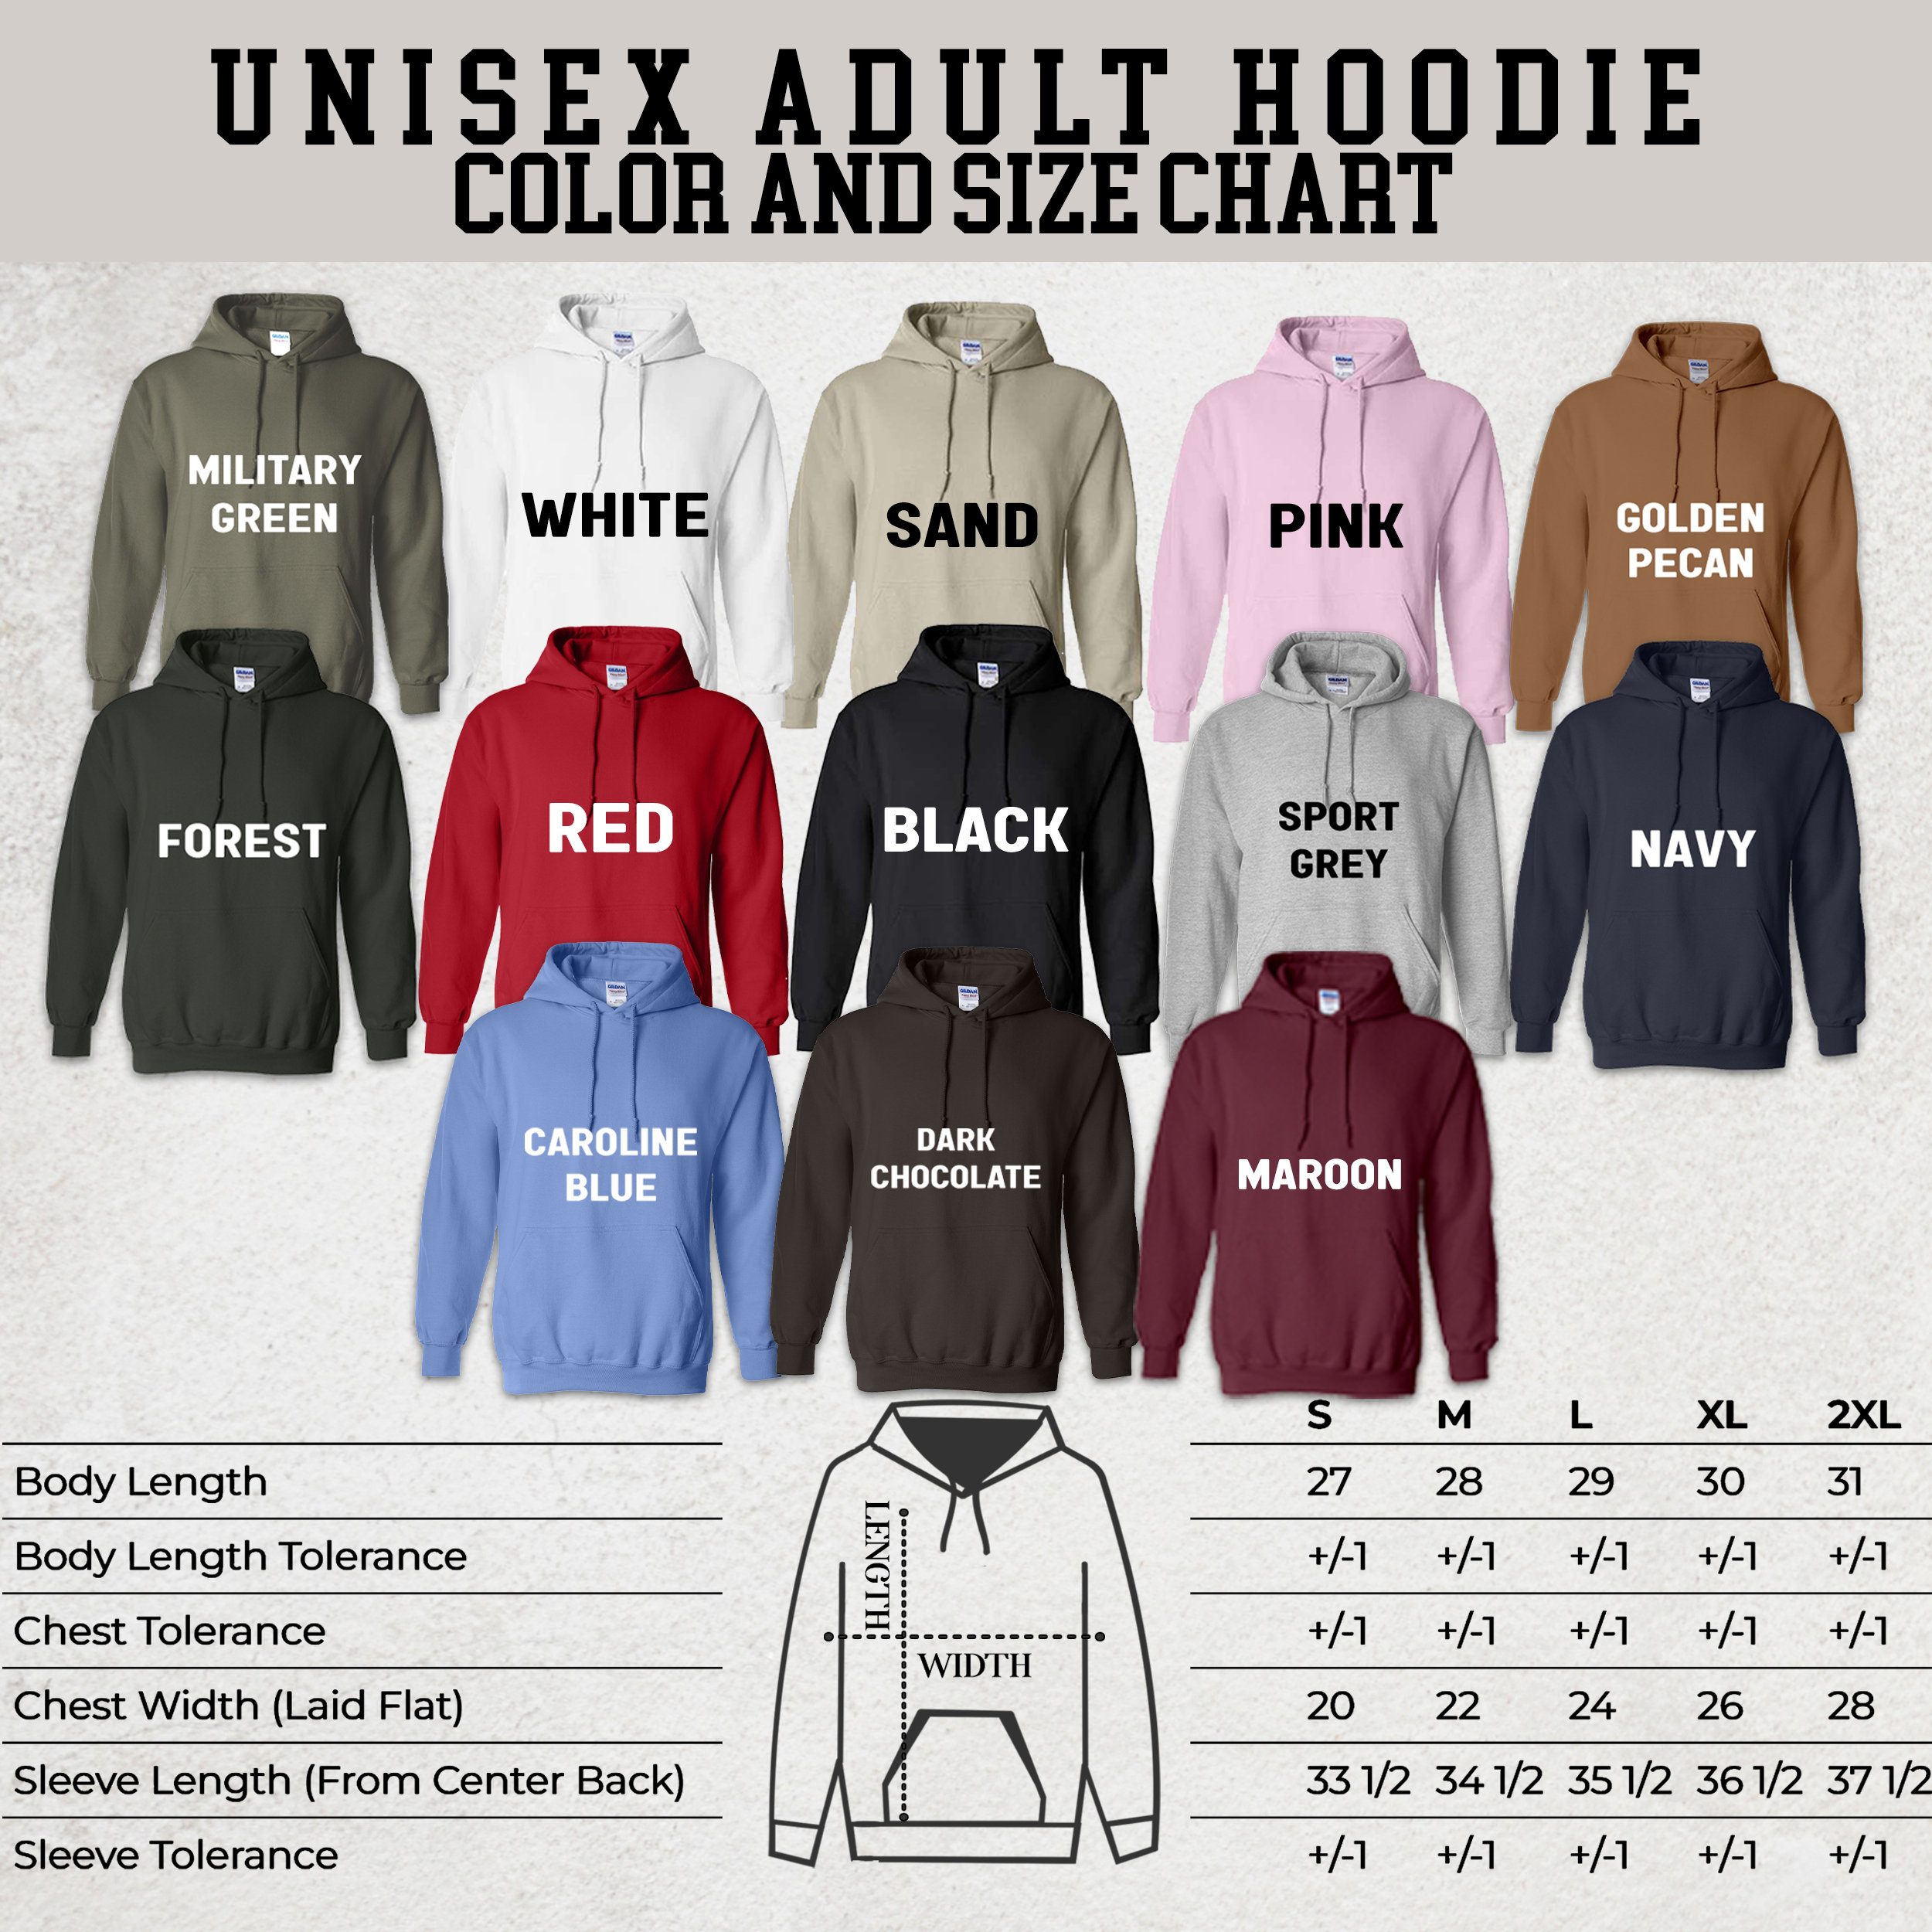 UNISEX ADULT HOODIE
COLOR AND SIZE CHART
MILITARY
GREEN
WHITE
SAND
PINK
GOLDEN
PECAN
FOREST
RED
BLACK
SPORT
GREY
NAVY
CAROLINE
BLUE
DARK
CHOCOLATE
MAROON
S M L XL 2XL
Body Length 27 28 29 30 31
Body Length Tolerance +/-1 +/-1 +/-1 +/-1 +/-1
Chest Tolerance +/-1 +/-1 +/-1 +/-1 +/-1
Chest Width (Laid Flat) 20 22 24 26 28
Sleeve Length (From Center Back) 33 1/2 34 1/2 35 1/2 36 1/2 37 1/2
Sleeve Tolerance +/-1 +/-1 +/-1 +/-1 +/-1
LENGTH
WIDTH